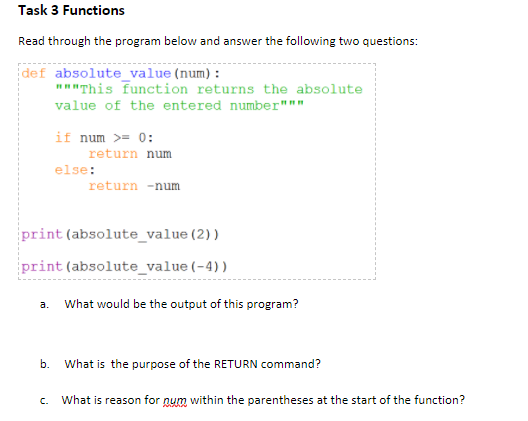 Task 3 Functions
Read through the program below and answer the following two questions:
def absolute_value(num):
"""This function returns the absolute
value of the entered number"""
if num >= 0:
return num
else:
return -num
print(absolute_value(2))
print(absolute_value(-4))
a. What would be the output of this program?
b. What is the purpose of the RETURN command?
c. What is reason for num within the parentheses at the start of the function?